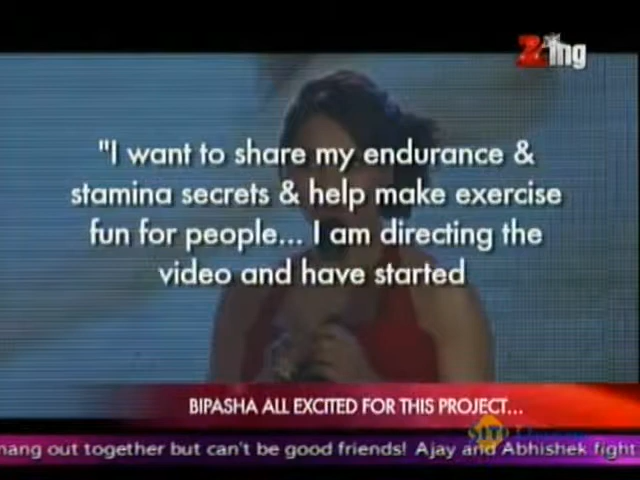 Zing
"I want to share my endurance &
stamina secrets & help make exercise
fun for people... I am directing the
video and have started
BIPASHA ALL EXCITED FOR THIS PROJECT...
SITI
hang out together but can't be good friends! Ajay and Abhishek fight